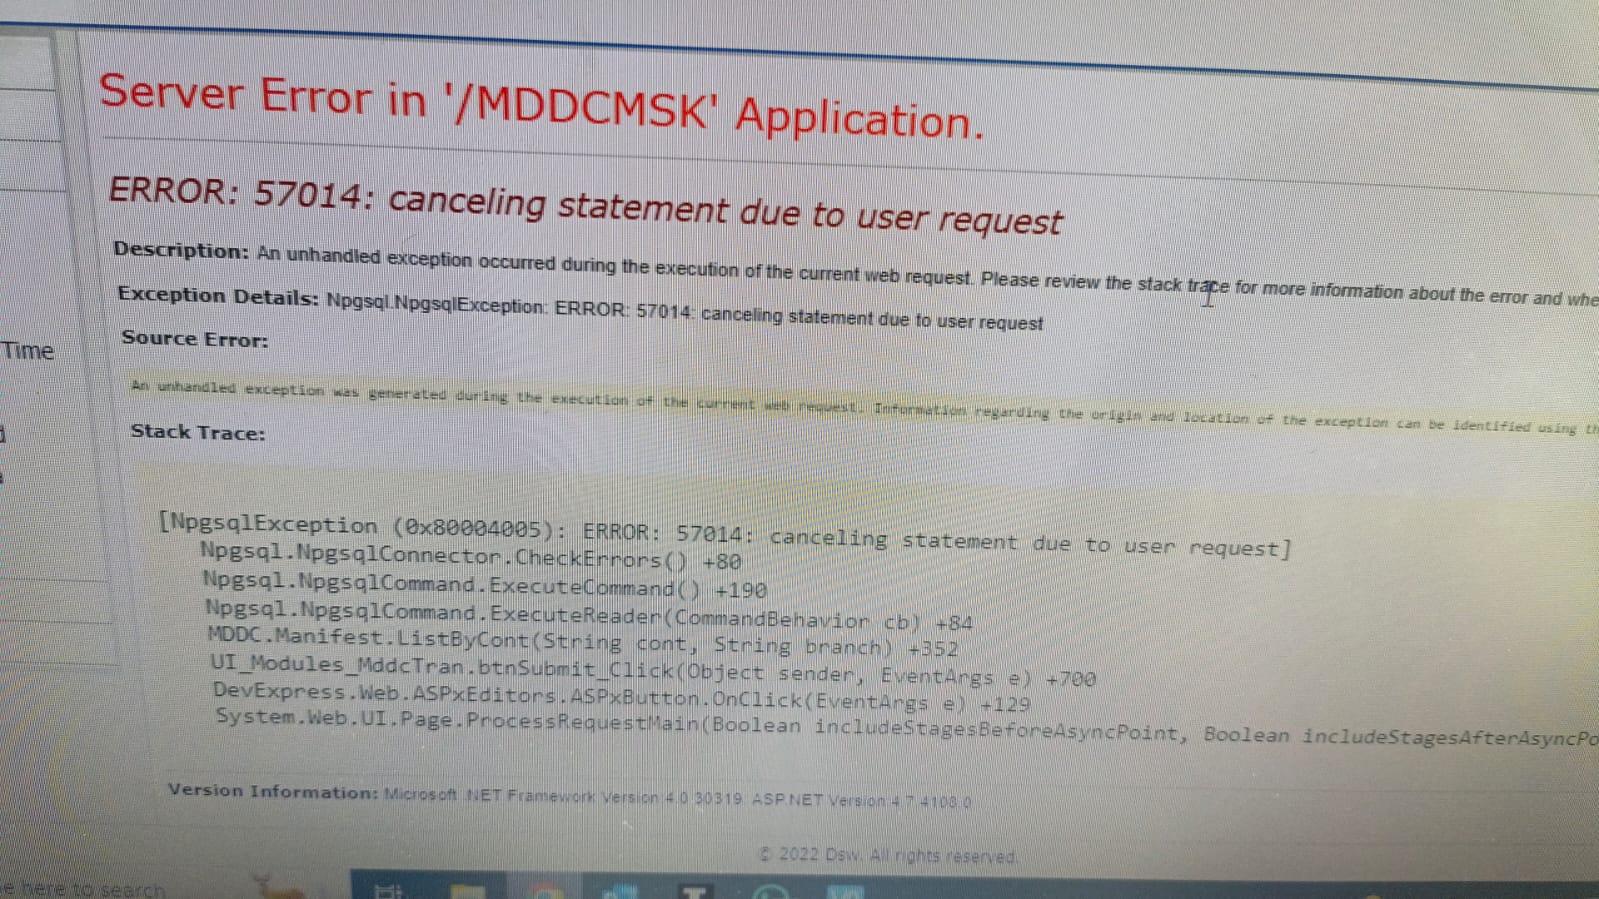 Server Error in '/MDDCMSK' Application.
ERROR: 57014: canceling statement due to user request
Description: An unhandled exception occurred during the execution of the current web request. Please review the stack trace for more information about the error and whe
Exception Details: Npgsql.NpgsqlException: ERROR: 57014: canceling statement due to user request
Source Error:
Time
An unhandled exception was generated during the execution of the current web request. Information regarding the origin and location of the exception can be identified using th
Stack Trace:
[NpgsqlException (0x80004005): ERROR: 57014: canceling statement due to user request]
Npgsql.NpgsqlConnector.CheckErrors() +80
Npgsql.NpgsqlCommand.ExecuteCommand() +190
Npgsql.NpgsqlCommand.ExecuteReader(CommandBehavior cb) +84
MDDC.Manifest.ListByCont(String cont, String branch) +352
UI_Modules_MddcTran.btnSubmit_Click(Object sender, EventArgs e) +700
DevExpress.Web.ASPxEditors.ASPxButton.OnClick(EventArgs e) +129
System.Web.UI.Page.ProcessRequestMain(Boolean includeStagesBeforeAsyncPoint, Boolean includeStagesAfterAsyncPo
Version Information: Microsoft .NET Framework Version:4.0.30319; ASP.NET Version:4.7.4108.0
© 2022 Dsw. All rights reserved.
e here to search